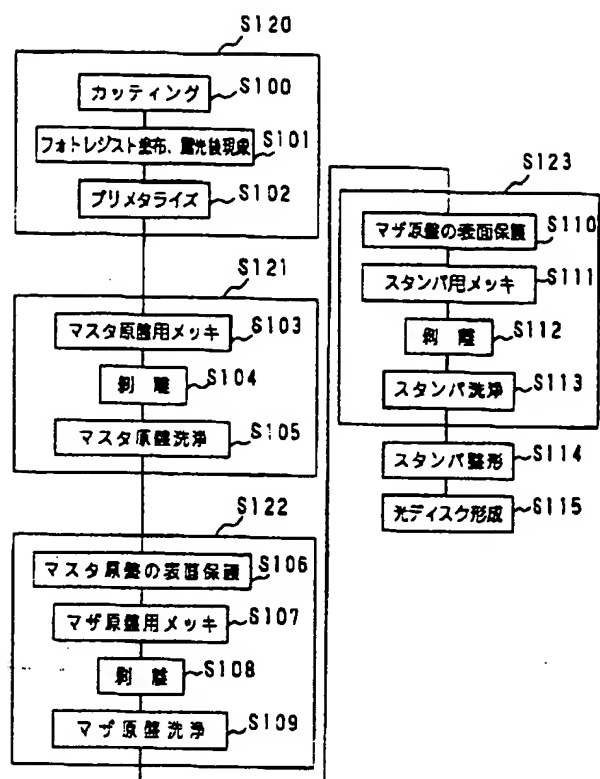 S120
カッティング
S100
フォトレジスト塗布、露光後現像
S101
プリメタライズ
S102
S121
マスタ原盤用メッキ
S103
剥離
S104
マスタ原盤洗浄
S105
S122
マスタ原盤の表面保護
S106
マザ原盤用メッキ
S107
剥離
S108
マザ原盤洗浄
S109
S123
マザ原盤の表面保護
S110
スタンパ用メッキ
S111
剥離
S112
スタンパ洗浄
S113
スタンパ整形
S114
光ディスク形成
S115